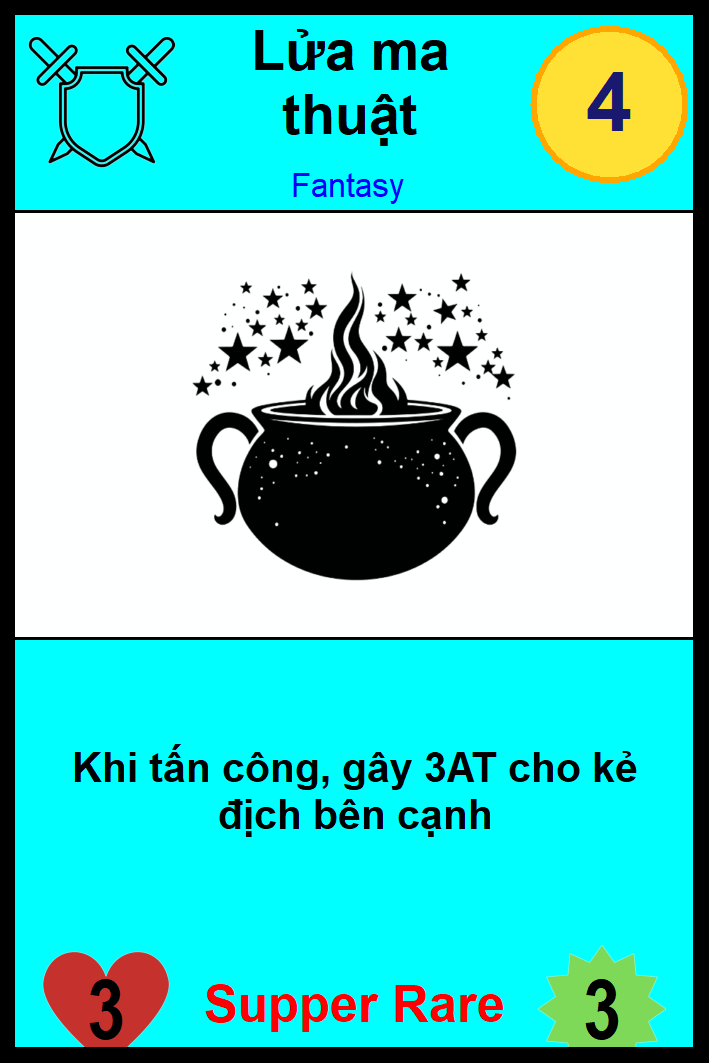 Lửa ma
thuật
4
Fantasy
Khi tấn công, gây 3AT cho kẻ
địch bên cạnh
3
Supper Rare
3